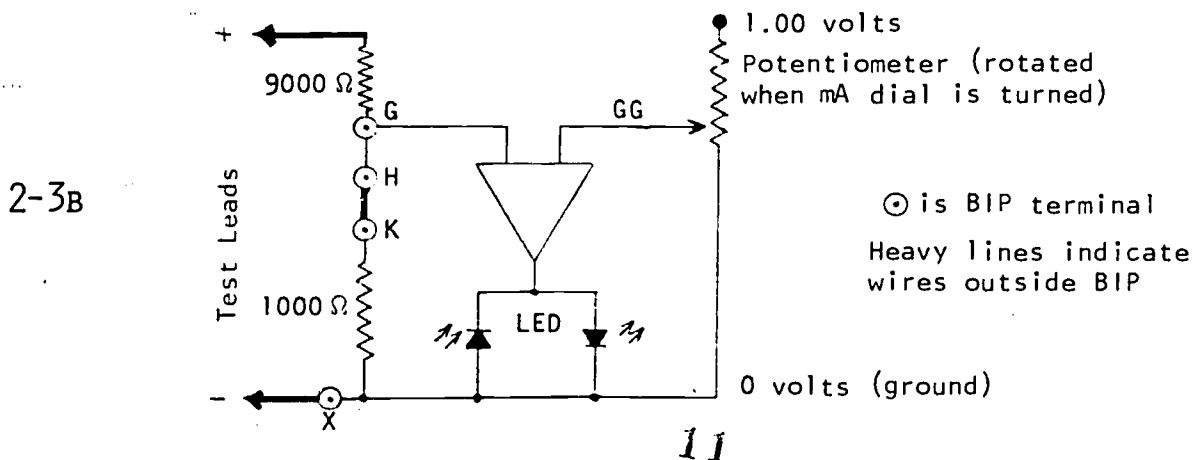 2-3B
Test Leads
+
9000 Ω
G
H
K
1000 Ω
-
X
GG
LED
1.00 volts
Potentiometer (rotated
when mA dial is turned)
⊙ is BIP terminal
Heavy lines indicate
wires outside BIP
0 volts (ground)
11